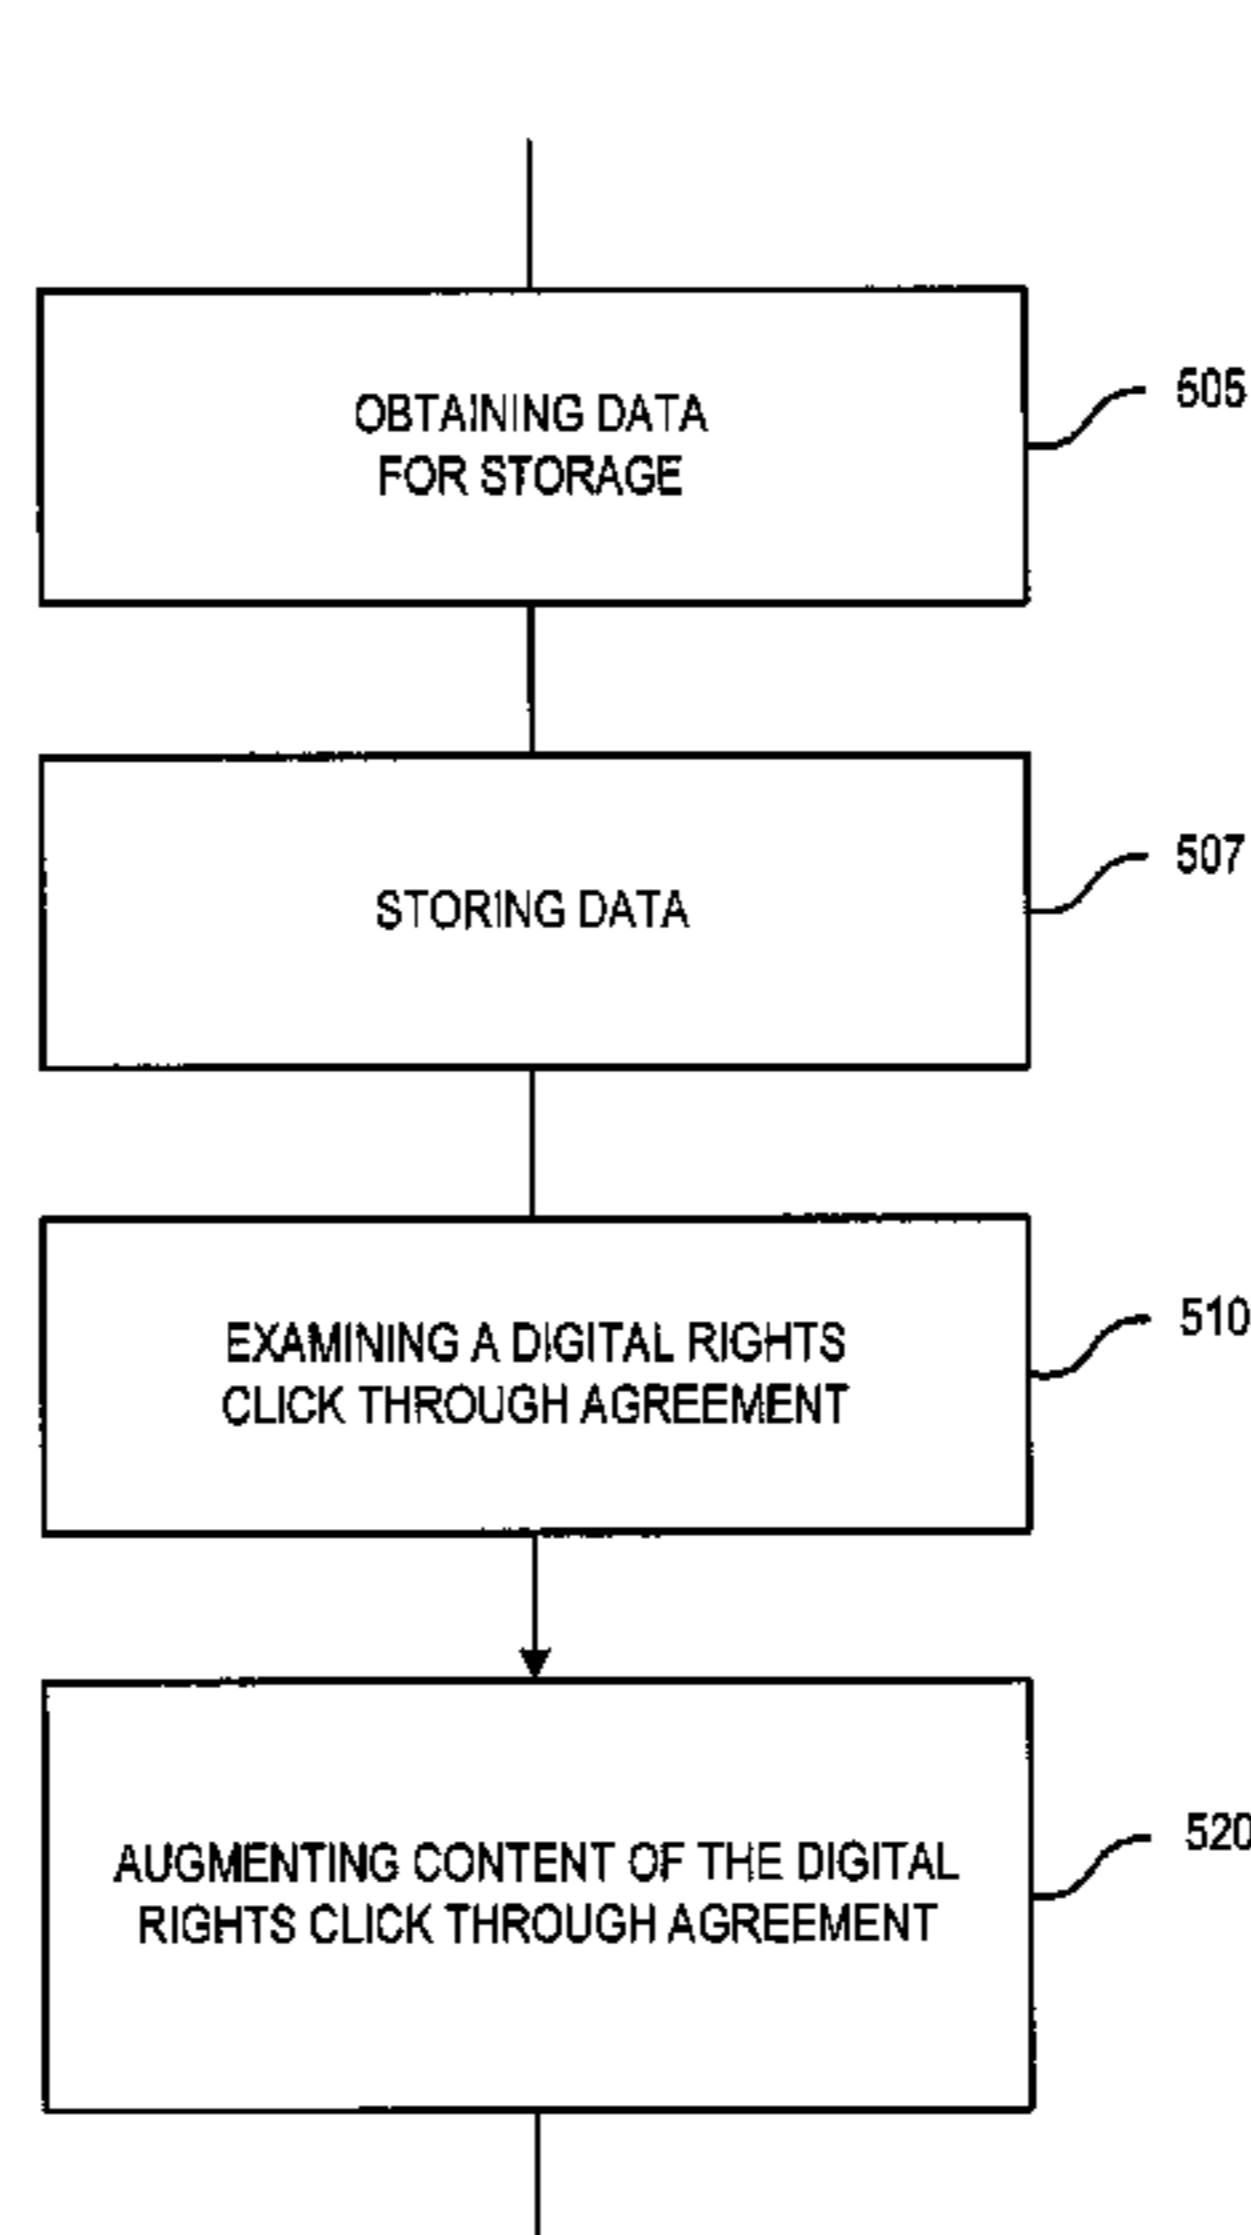 OBTAINING DATA
FOR STORAGE
505
STORING DATA
507
EXAMINING A DIGITAL RIGHTS
CLICK THROUGH AGREEMENT
510
AUGMENTING CONTENT OF THE DIGITAL
RIGHTS CLICK THROUGH AGREEMENT
520